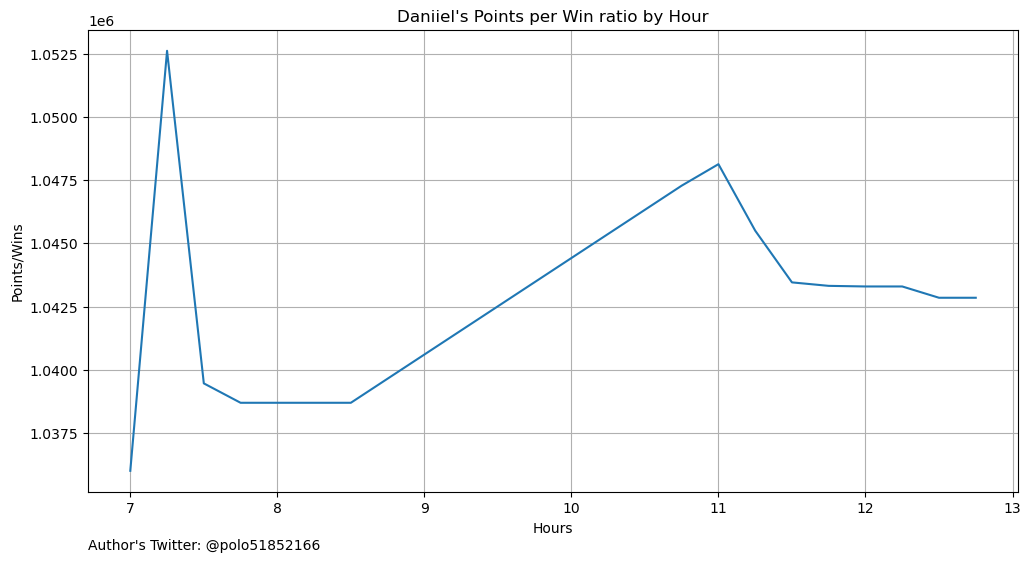 Daniiel's Points per Win ratio by Hour
1e6
1.0525
1.0500
1.0475
1.0450
1.0425
1.0400
1.0375
Points/Wins
7 8 9 10 11 12 13
Hours
Author's Twitter: @polo51852166